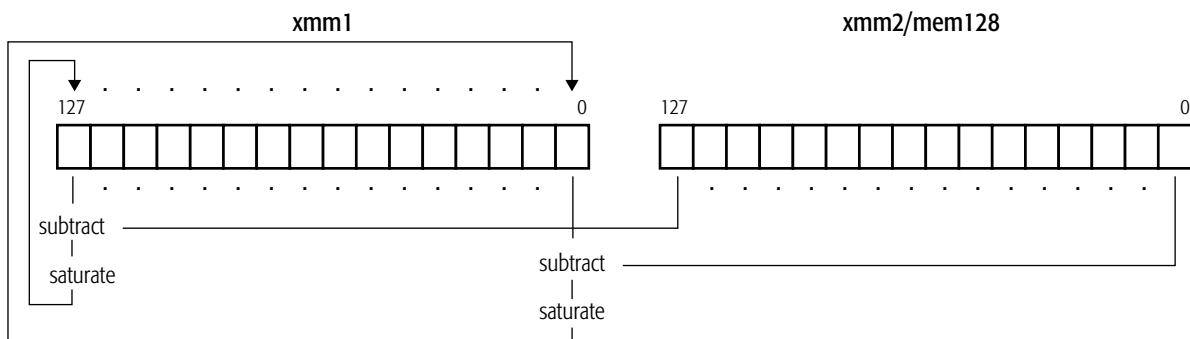 xmm1 xmm2/mem128
127 0 127 0
subtract
subtract
saturate
saturate